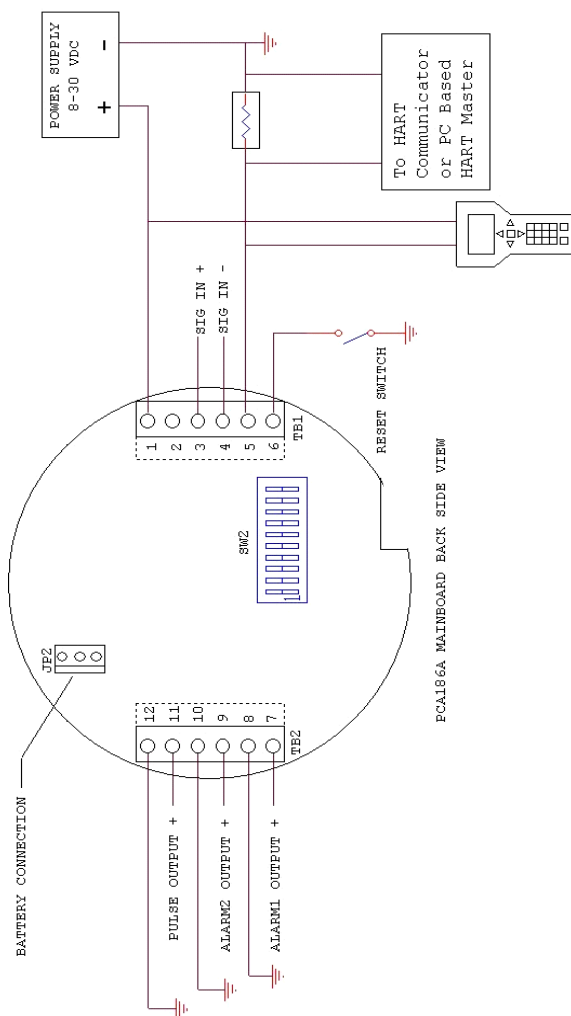 POWER SUPPLY
8-30 VDC
+
-
To HART
Communicator
or PC Based
HART Master
SIG IN +
SIG IN -
RESET SWITCH
1
2
3
4
5
6
TB1
SW2
1
PCA186A MAINBOARD BACK SIDE VIEW
JP2
BATTERY CONNECTION
12
11
10
9
8
7
TB2
PULSE OUTPUT +
ALARM2 OUTPUT +
ALARM1 OUTPUT +